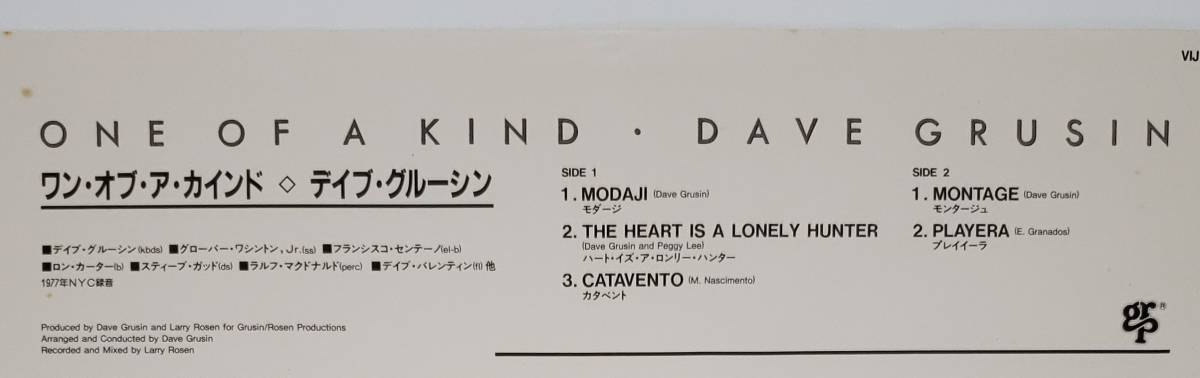 VIJ
ONE OF A KIND · DAVE GRUSIN
ワン・オブ・ア・カインド ◇ デイブ・グルーシン
■デイブ・グルーシン(kbds) ■グローバー・ワシントン、Jr.(ss) ■フランシスコ・センテーノ(el-b)
■ロン・カーター(b) ■スティーブ・ガッド(ds) ■ラルフ・マクドナルド(perc) ■デイブ・バレンティン(fl) 他
1977年NYC録音
Produced by Dave Grusin and Larry Rosen for Grusin/Rosen Productions
Arranged and Conducted by Dave Grusin
Recorded and Mixed by Larry Rosen
SIDE 1
1. MODAJI (Dave Grusin)
モダージ
2. THE HEART IS A LONELY HUNTER
(Dave Grusin and Peggy Lee)
ハート・イズ・ア・ロンリー・ハンター
3. CATAVENTO (M. Nascimento)
カタベント
SIDE 2
1. MONTAGE (Dave Grusin)
モンタージュ
2. PLAYERA (E. Granados)
プレイイーラ
grp®